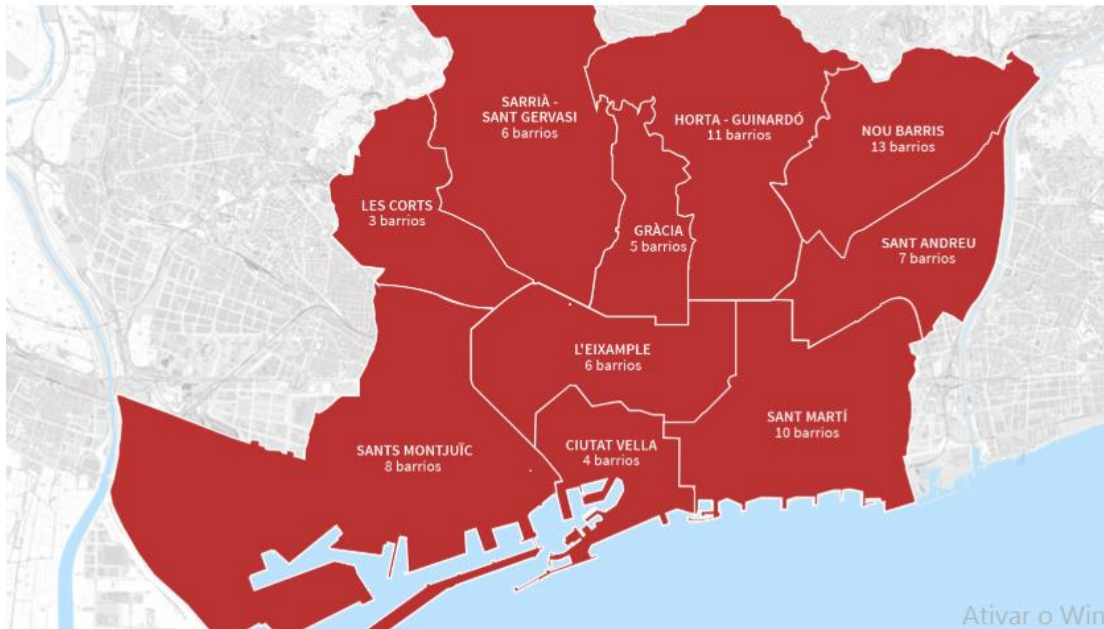 SARRIÀ -
SANT GERVASI
6 barrios
HORTA - GUINARDÓ
11 barrios
NOU BARRIS
13 barrios
LES CORTS
3 barrios
GRÀCIA
5 barrios
SANT ANDREU
7 barrios
L'EIXAMPLE
6 barrios
SANT MARTÍ
10 barrios
SANTS MONTJUÏC
8 barrios
CIUTAT VELLA
4 barrios
Ativar o Win